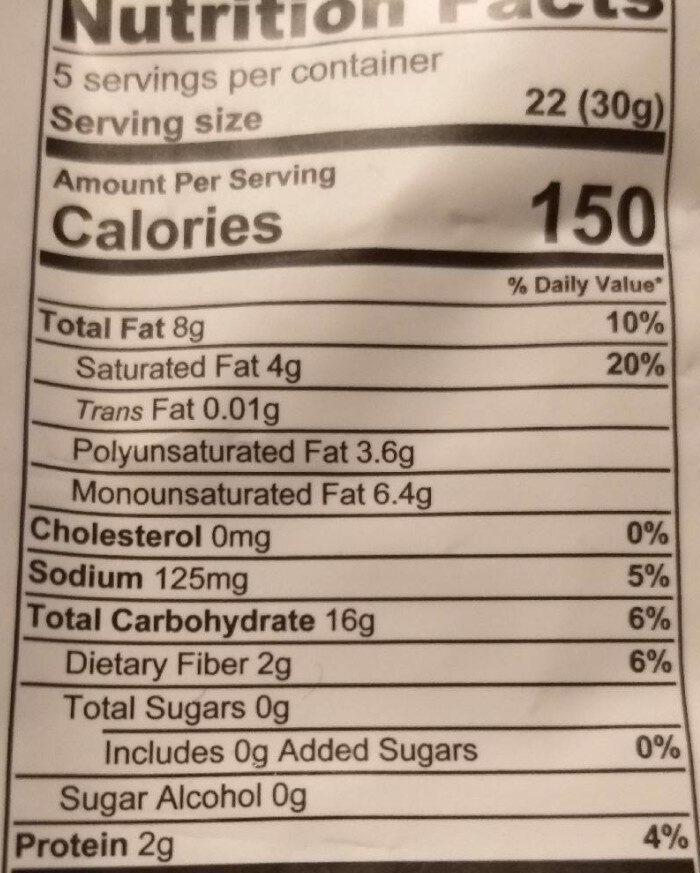 Nutrition Facts
5 servings per container
Serving size 22 (30g)
Amount Per Serving
Calories 150
% Daily Value*
Total Fat 8g 10%
Saturated Fat 4g 20%
Trans Fat 0.01g
Polyunsaturated Fat 3.6g
Monounsaturated Fat 6.4g
Cholesterol 0mg 0%
Sodium 125mg 5%
Total Carbohydrate 16g 6%
Dietary Fiber 2g 6%
Total Sugars 0g
Includes 0g Added Sugars 0%
Sugar Alcohol 0g
Protein 2g 4%